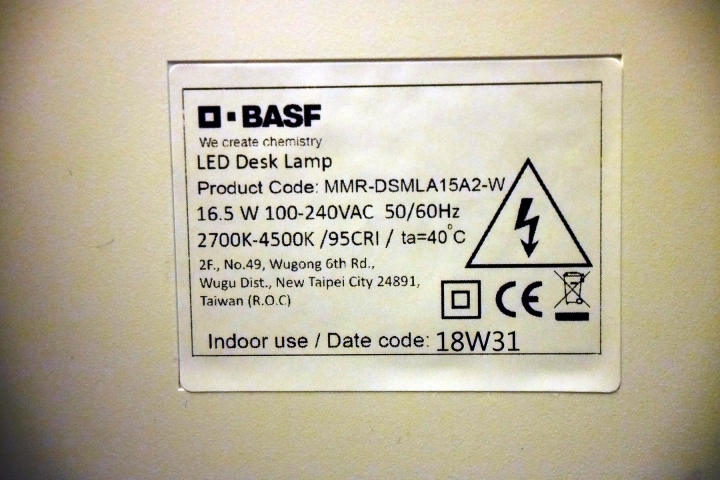 BASF
We create chemistry
LED Desk Lamp
Product Code: MMR-DSMLA15A2-W
16.5 W 100-240VAC 50/60Hz
2700K-4500K /95CRI / ta=40°C
2F., No.49, Wugong 6th Rd.,
Wugu Dist., New Taipei City 24891,
Taiwan (R.O.C)
CE
Indoor use / Date code: 18W31